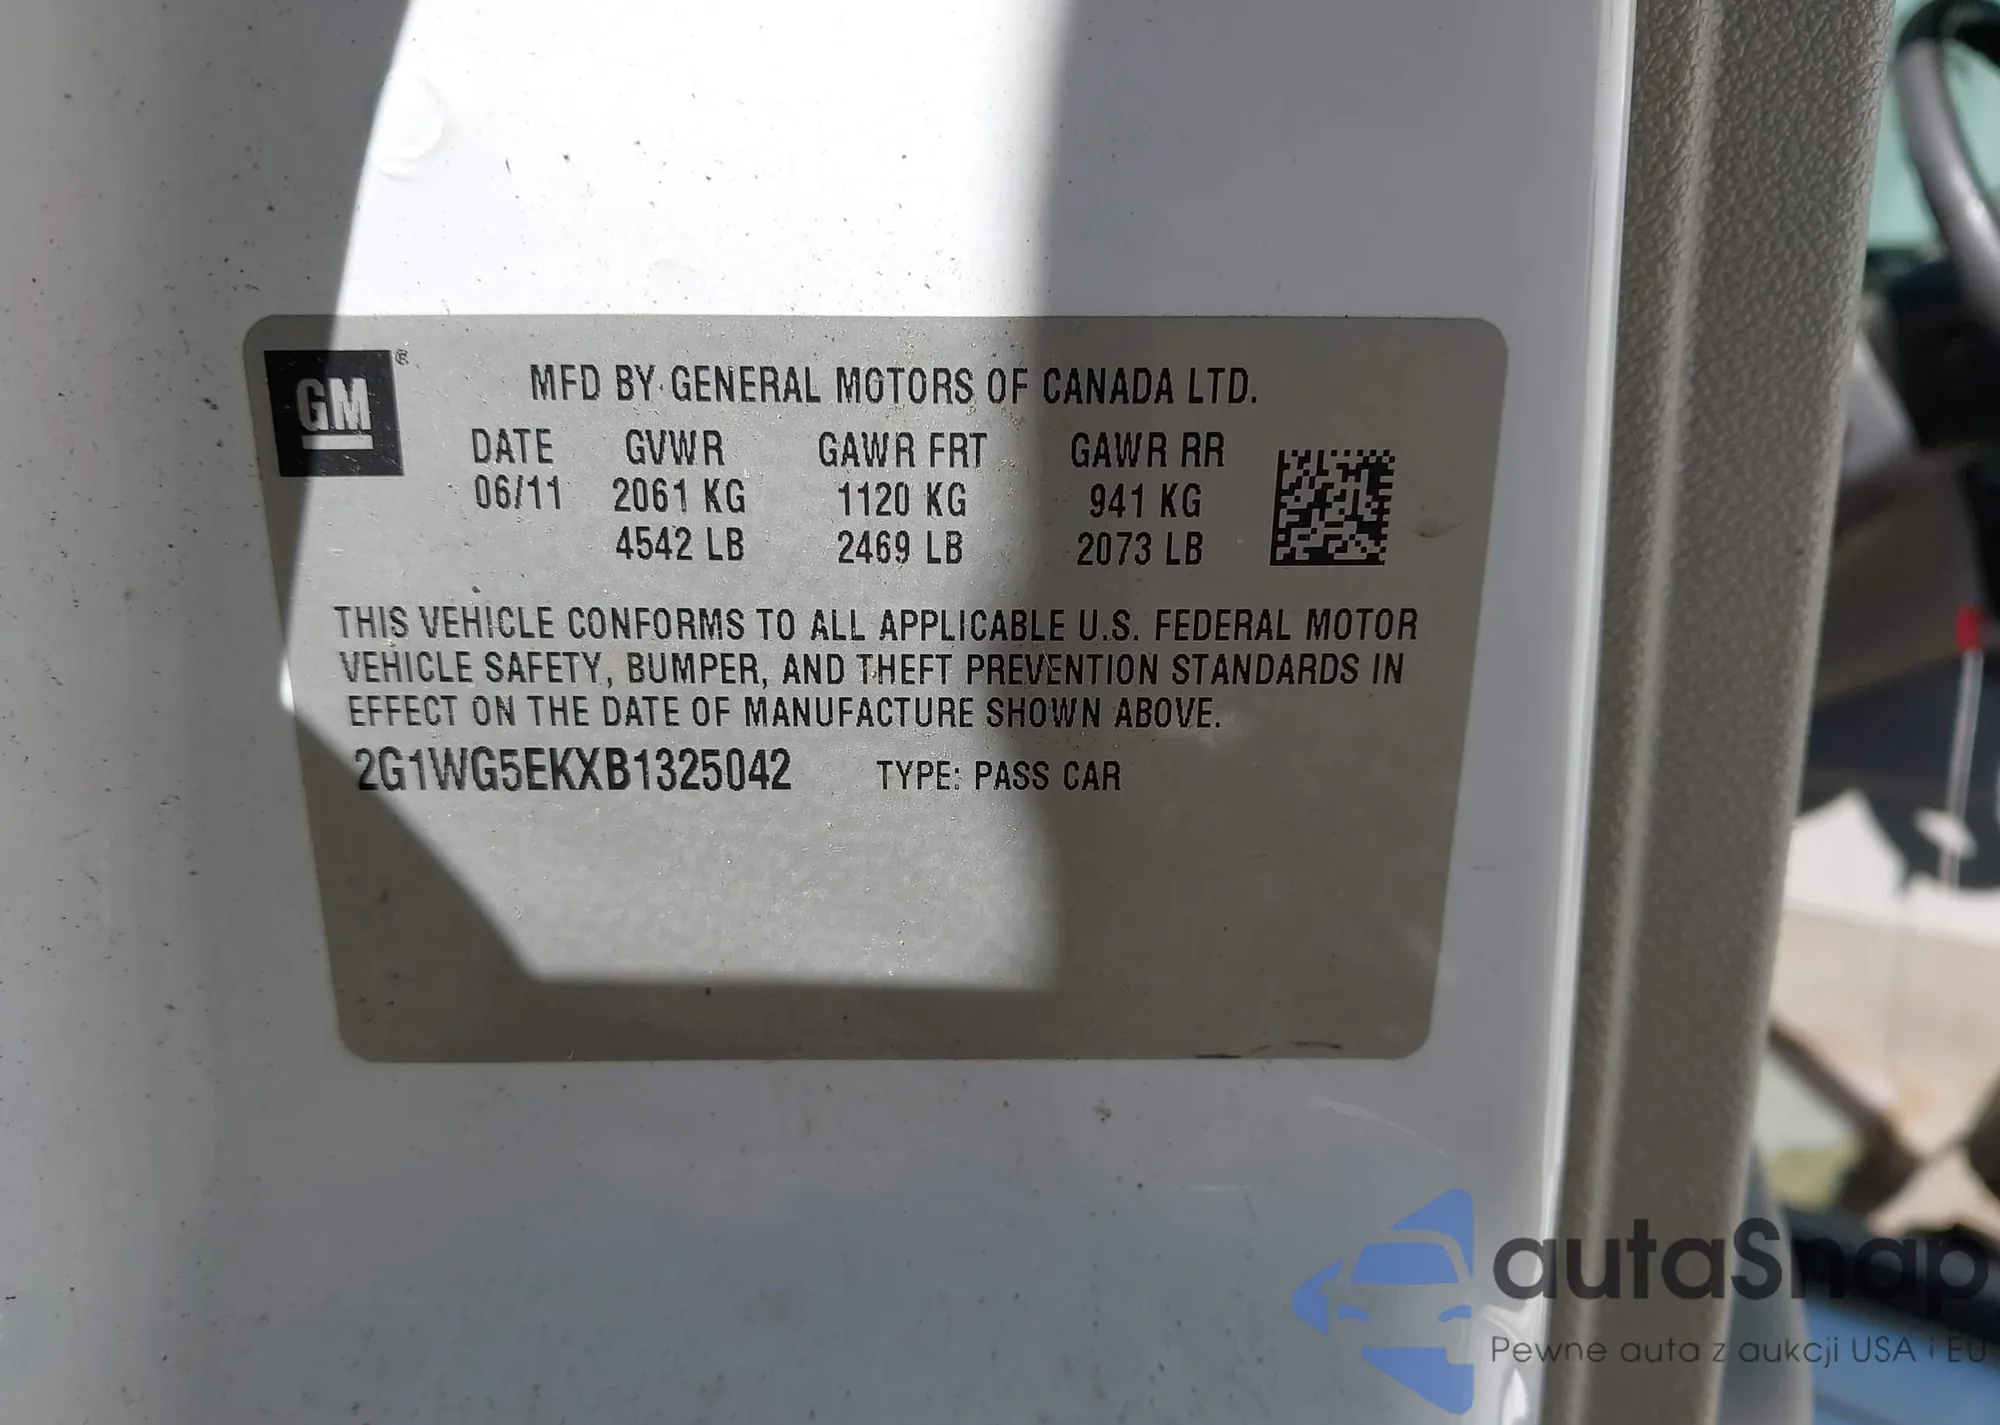 GM ®
MFD BY GENERAL MOTORS OF CANADA LTD.
DATE GVWR GAWR FRT GAWR RR
06/11 2061 KG 1120 KG 941 KG
4542 LB 2469 LB 2073 LB
THIS VEHICLE CONFORMS TO ALL APPLICABLE U.S. FEDERAL MOTOR
VEHICLE SAFETY, BUMPER, AND THEFT PREVENTION STANDARDS IN
EFFECT ON THE DATE OF MANUFACTURE SHOWN ABOVE.
2G1WG5EKXB1325042 TYPE: PASS CAR
autaSnap
Pewne auta z aukcji USA i EU